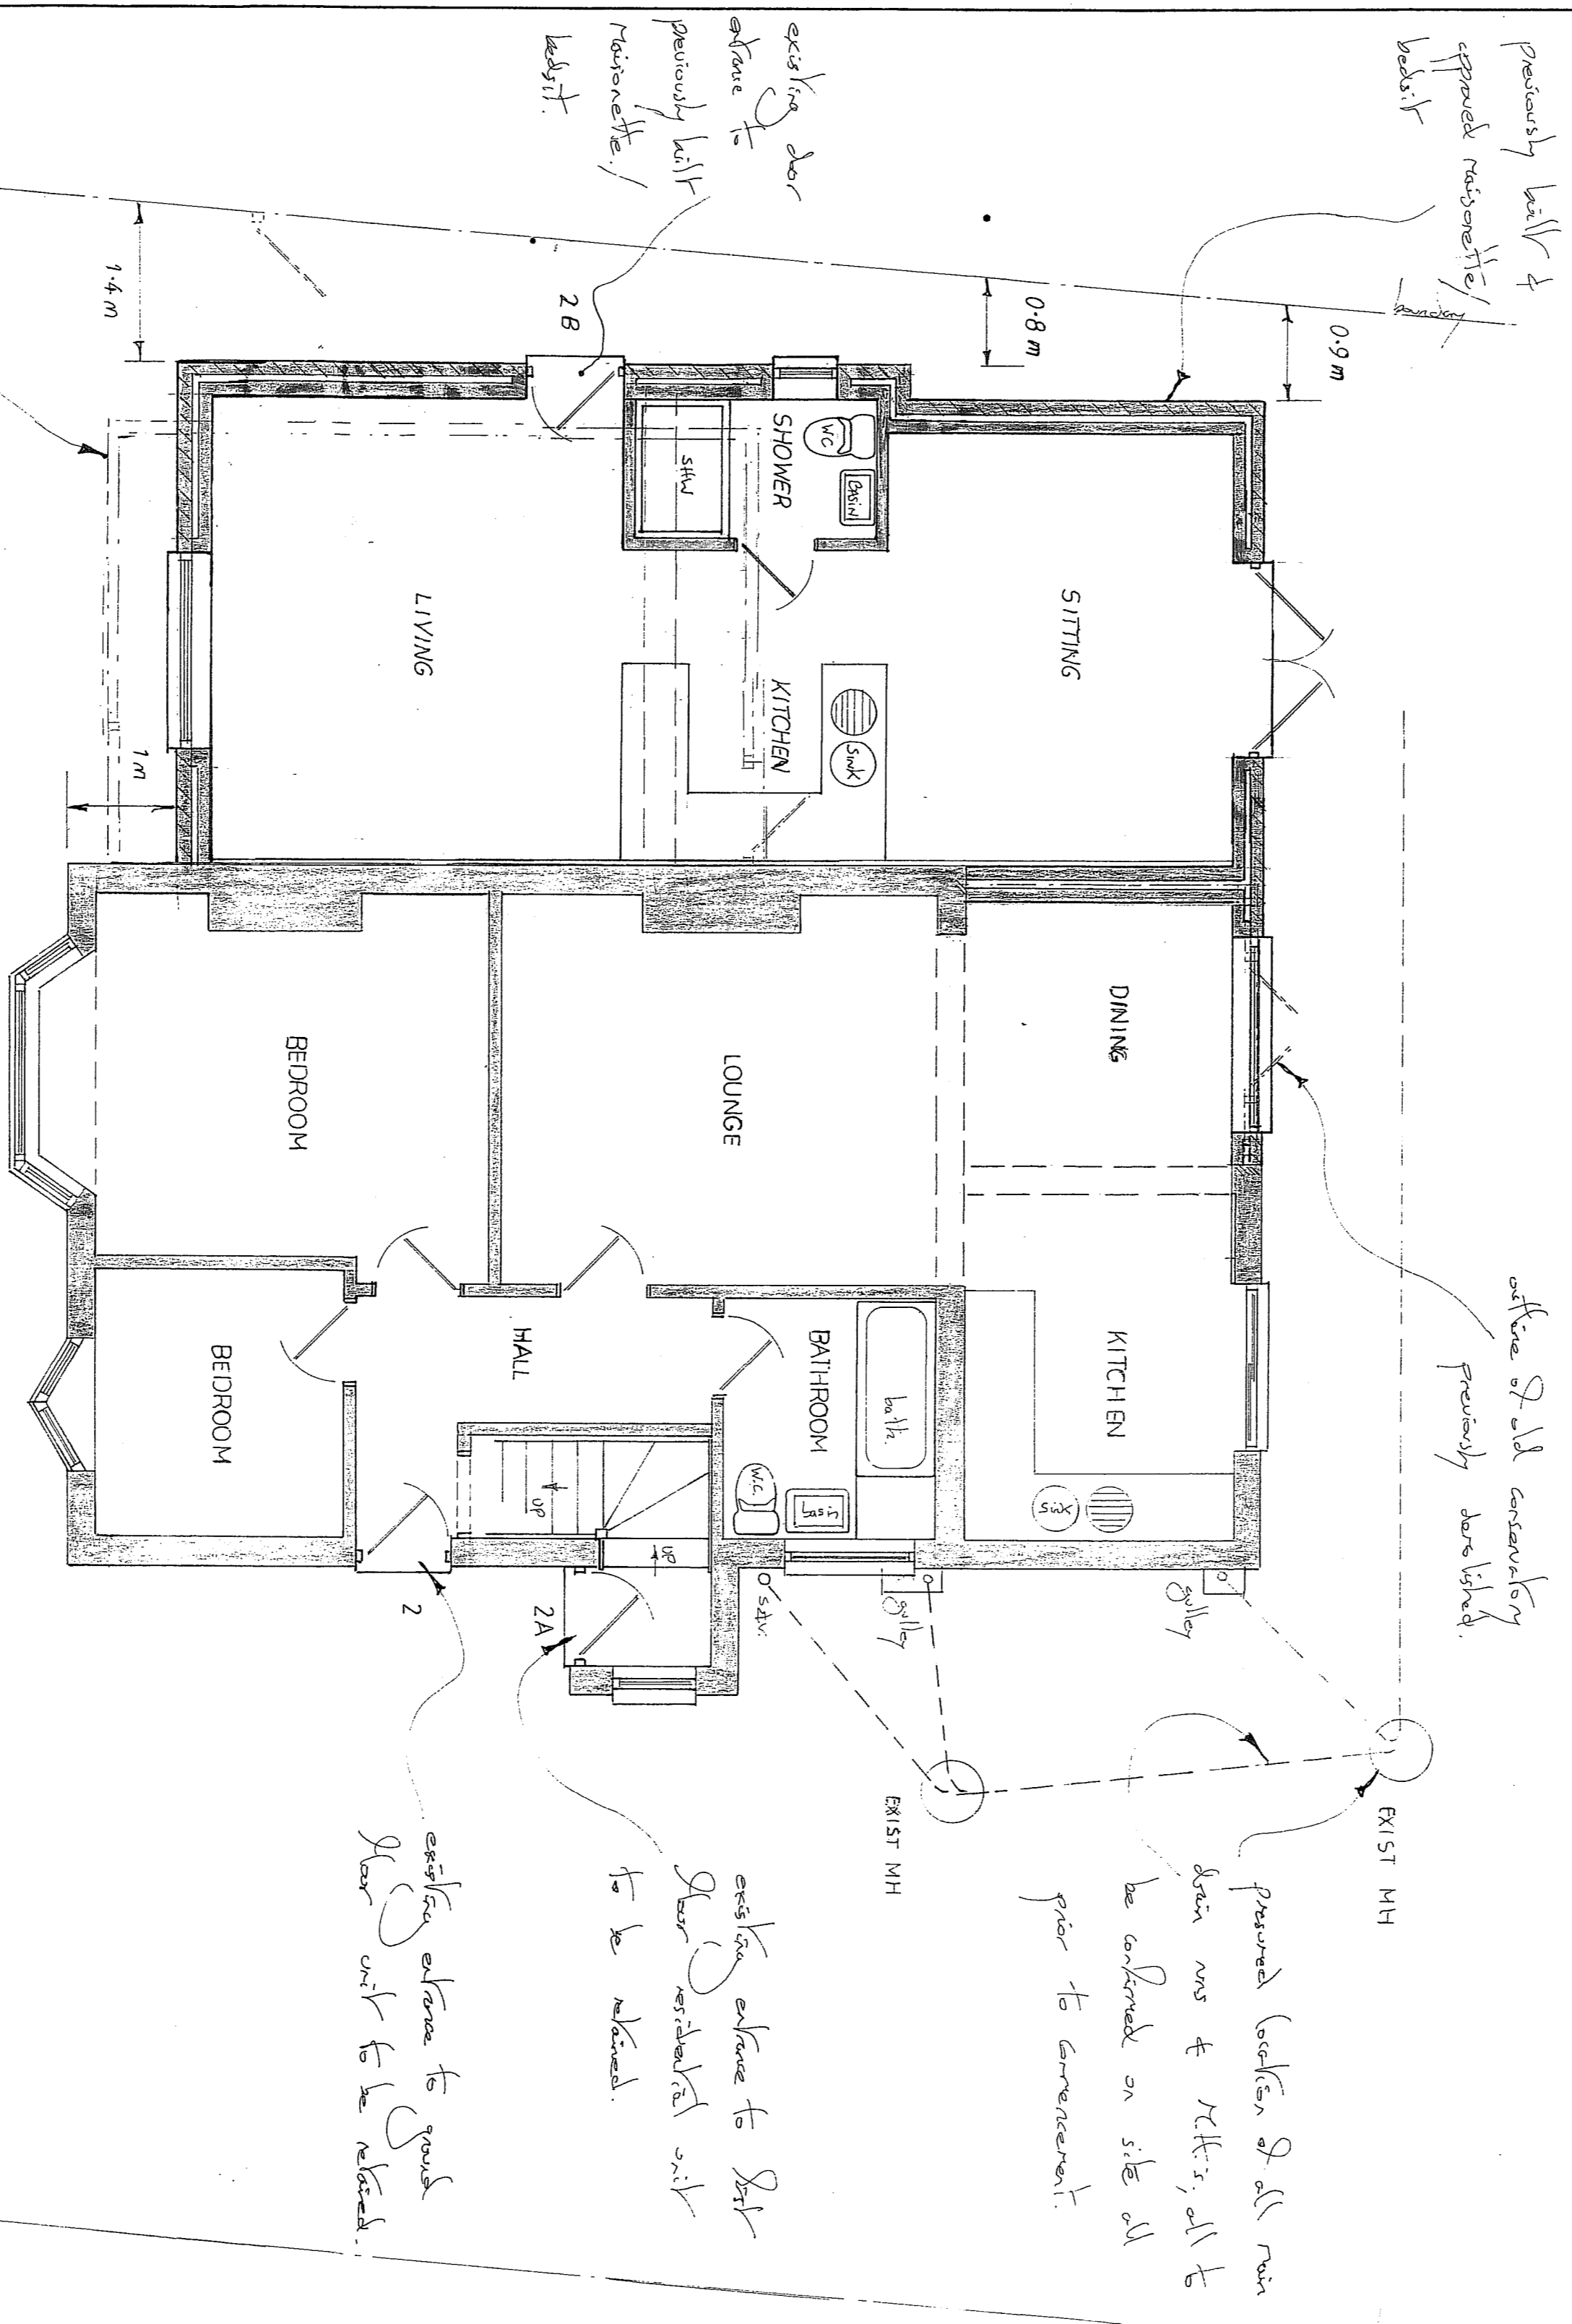 previously built &
approved maisonette/
bedsit
boundary
0.9 m
0.8 m
existing door
entrance to
previously built
maisonette/
bedsit.
2B
1.4 m
SITTING
SHOWER
WC
BASIN
SHW
KITCHEN
SINK
LIVING
1 m
outline of old conservatory
previously demolished.
DINING
LOUNGE
BEDROOM
KITCHEN
SINK
BATHROOM
bath.
W.C.
basin
HALL
UP
UP
BEDROOM
gulley
gulley
S&V.
2A
2
EXIST MH
EXIST MH
presumed location of all main
drain runs & M.H's, all to
be confirmed on site all
prior to commencement.
existing entrance to first
floor residential unit
to be retained.
existing entrance to ground
floor unit to be retained.